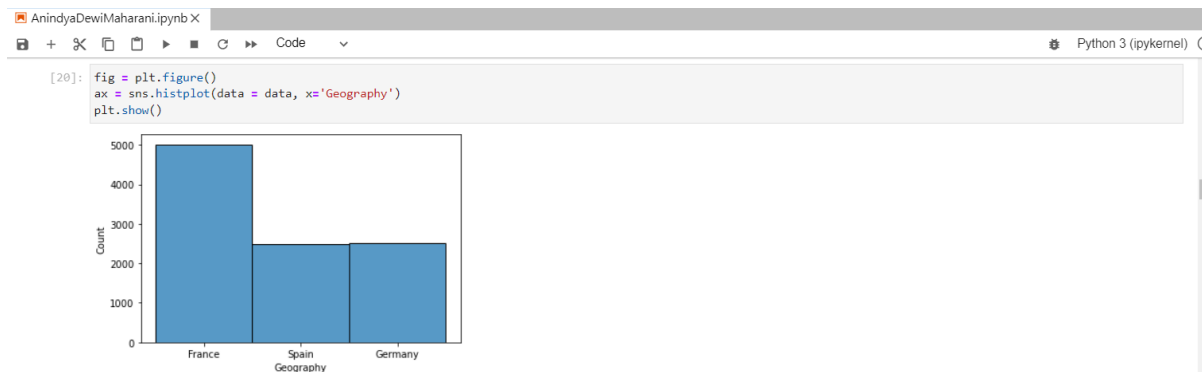 AnindyaDewiMaharani.ipynb ×
Code
Python 3 (ipykernel)
[20]: fig = plt.figure()
ax = sns.histplot(data = data, x='Geography')
plt.show()
5000
4000
3000
2000
1000
0
Count
France Spain Germany
Geography